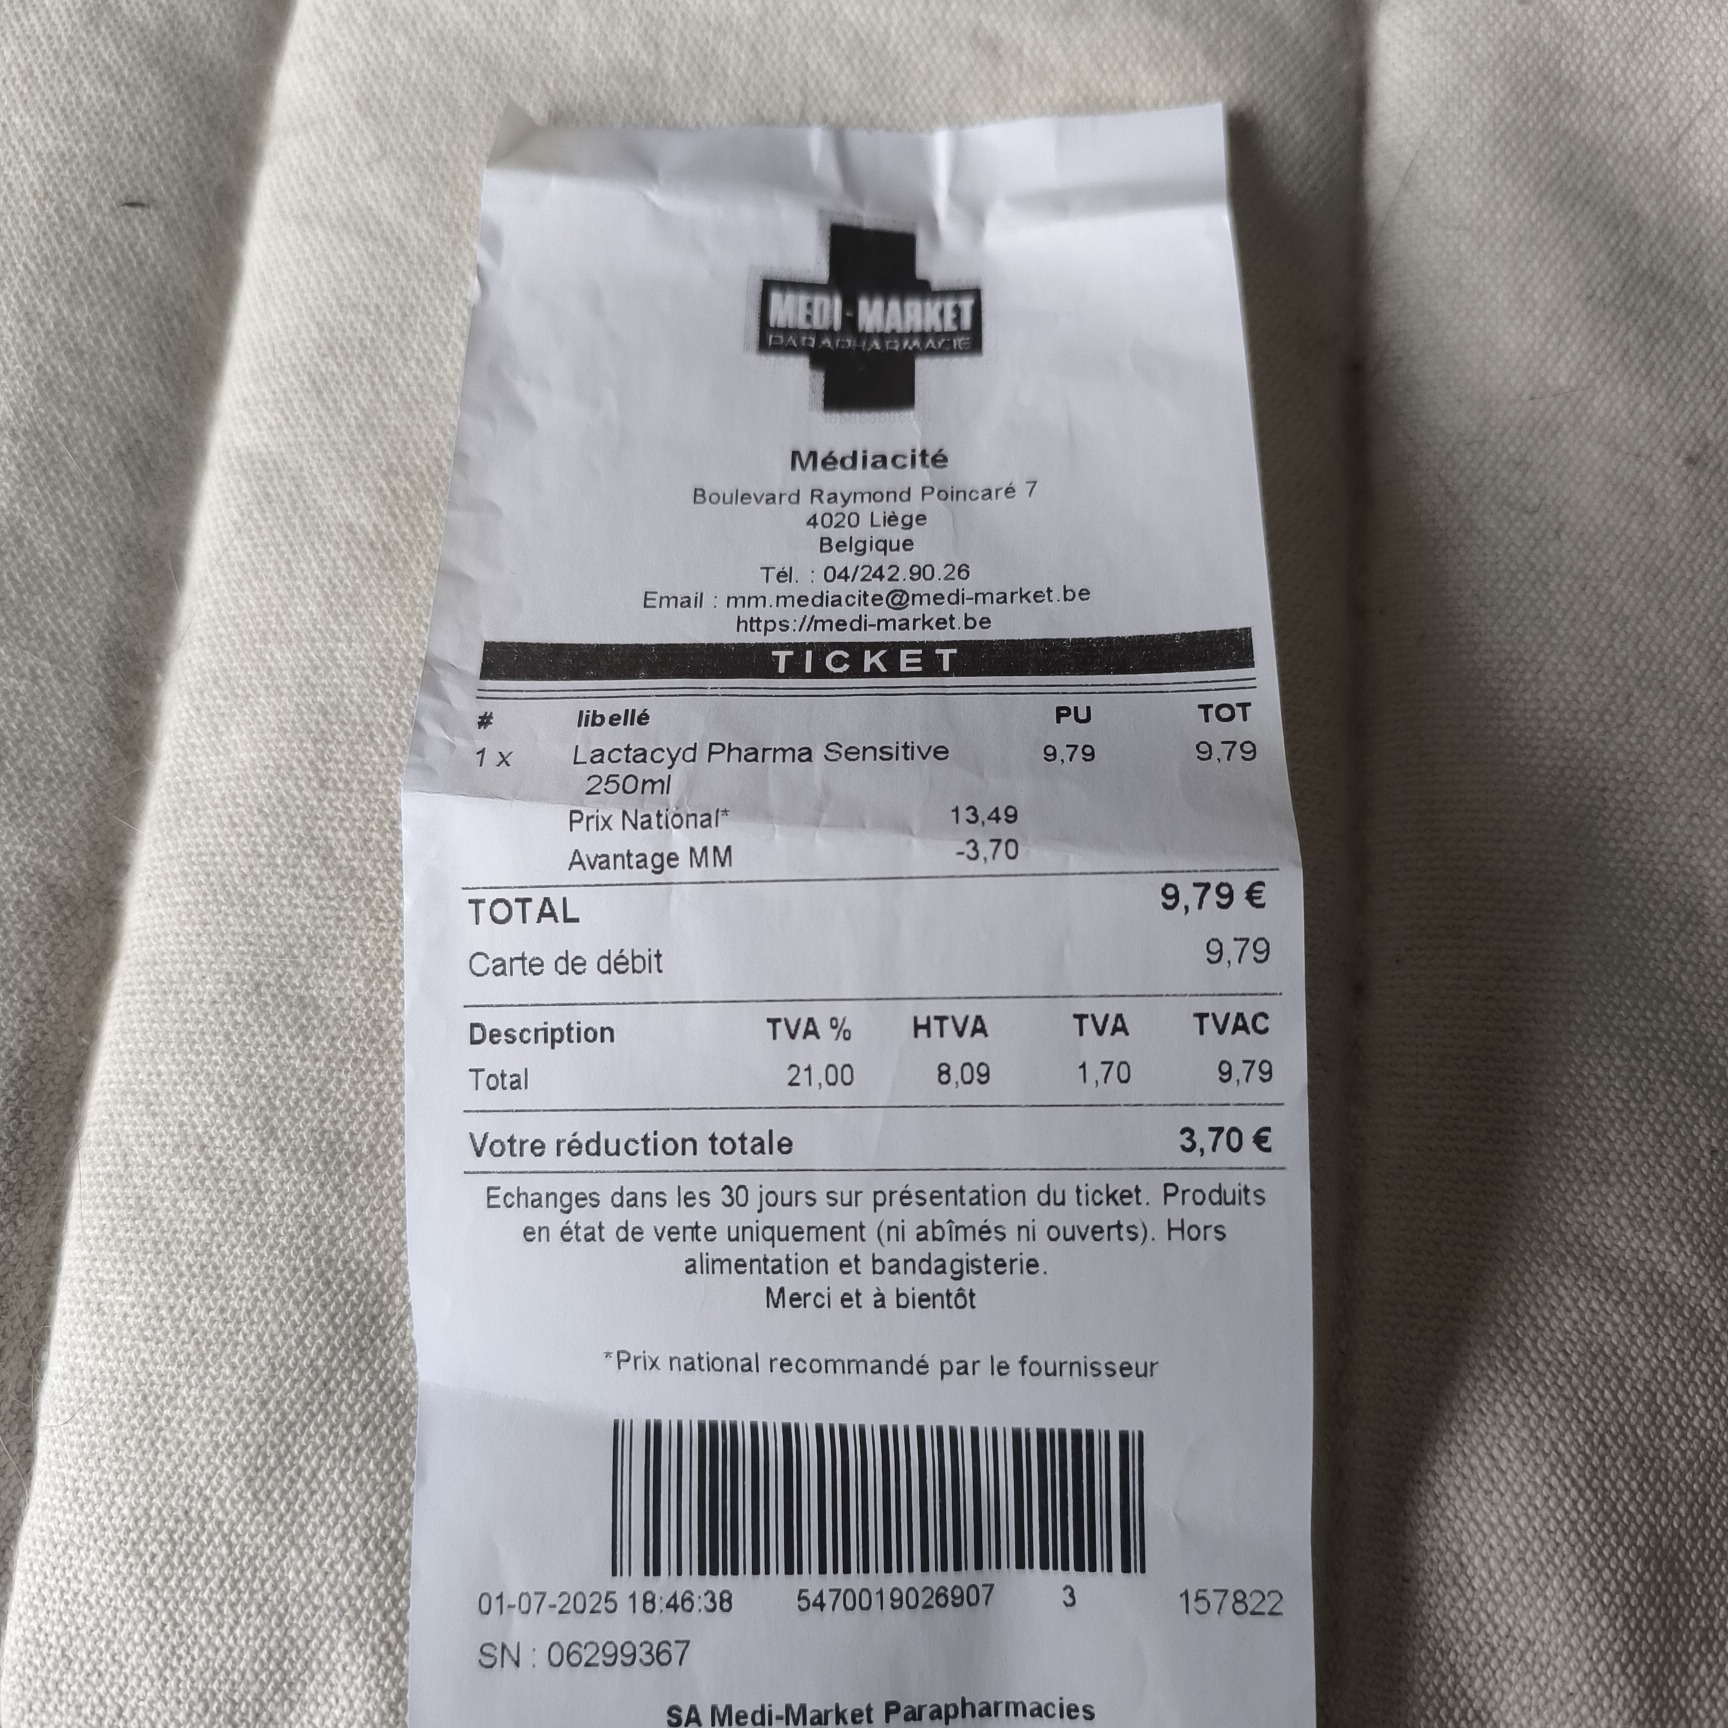 MEDI-MARKET
PARAPHARMACIE
Médiacité
Boulevard Raymond Poincaré 7
4020 Liège
Belgique
Tél. : 04/242.90.26
Email : mm.mediacite@medi-market.be
https://medi-market.be
TICKET
# libellé PU TOT
1 x Lactacyd Pharma Sensitive 9,79 9,79
250ml
Prix National* 13,49
Avantage MM -3,70
TOTAL 9,79 €
Carte de débit 9,79
Description TVA % HTVA TVA TVAC
Total 21,00 8,09 1,70 9,79
Votre réduction totale 3,70 €
Echanges dans les 30 jours sur présentation du ticket. Produits
en état de vente uniquement (ni abîmés ni ouverts). Hors
alimentation et bandagisterie.
Merci et à bientôt
*Prix national recommandé par le fournisseur
01-07-2025 18:46:38 5470019026907 3 157822
SN : 06299367
SA Medi-Market Parapharmacies